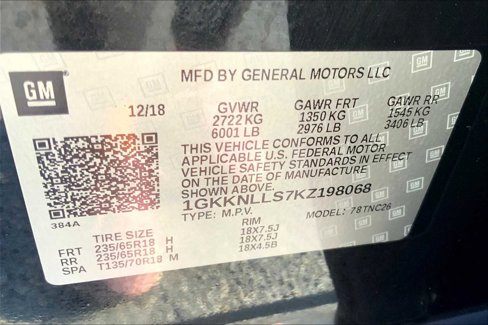 GM
MFD BY GENERAL MOTORS LLC
12/18
GVWR GAWR FRT GAWR RR
2722 KG 1350 KG 1545 KG
6001 LB 2976 LB 3406 LB
THIS VEHICLE CONFORMS TO ALL
APPLICABLE U.S. FEDERAL MOTOR
VEHICLE SAFETY STANDARDS IN EFFECT
ON THE DATE OF MANUFACTURE
SHOWN ABOVE.
1GKKNLLS7KZ198068
TYPE: M.P.V. MODEL: 78TNC26
384A
TIRE SIZE RIM
FRT 235/65R18 H 18X7.5J
RR 235/65R18 H 18X7.5J
SPA T135/70R18 M 18X4.5B